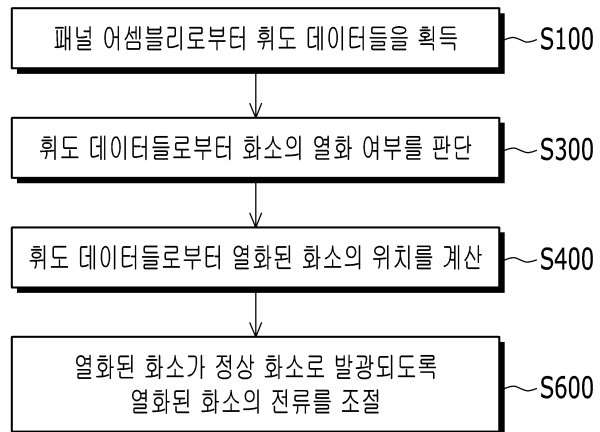 패널 어셈블리로부터 휘도 데이터들을 획득
S100
휘도 데이터들로부터 화소의 열화 여부를 판단
S300
휘도 데이터들로부터 열화된 화소의 위치를 계산
S400
열화된 화소가 정상 화소로 발광되도록
열화된 화소의 전류를 조절
S600